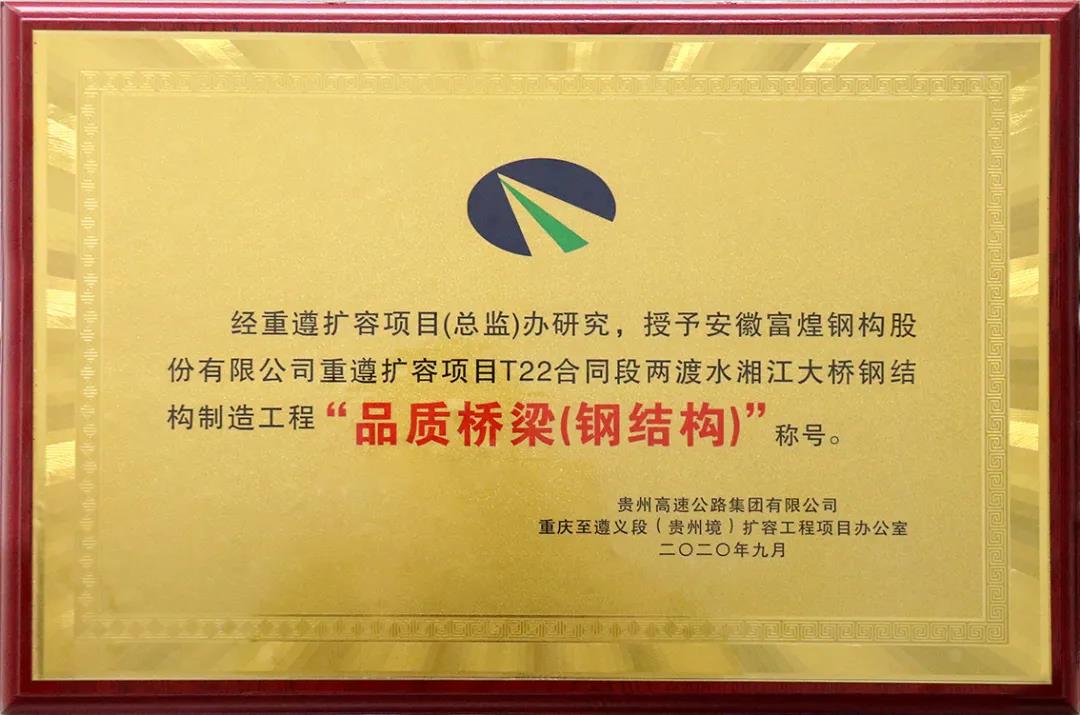 经重遵扩容项目(总监)办研究，授予安徽富煌钢构股
份有限公司重遵扩容项目T22合同段两渡水湘江大桥钢结
构制造工程“品质桥梁(钢结构)”称号。
贵州高速公路集团有限公司
重庆至遵义段（贵州境）扩容工程项目办公室
二〇二〇年九月